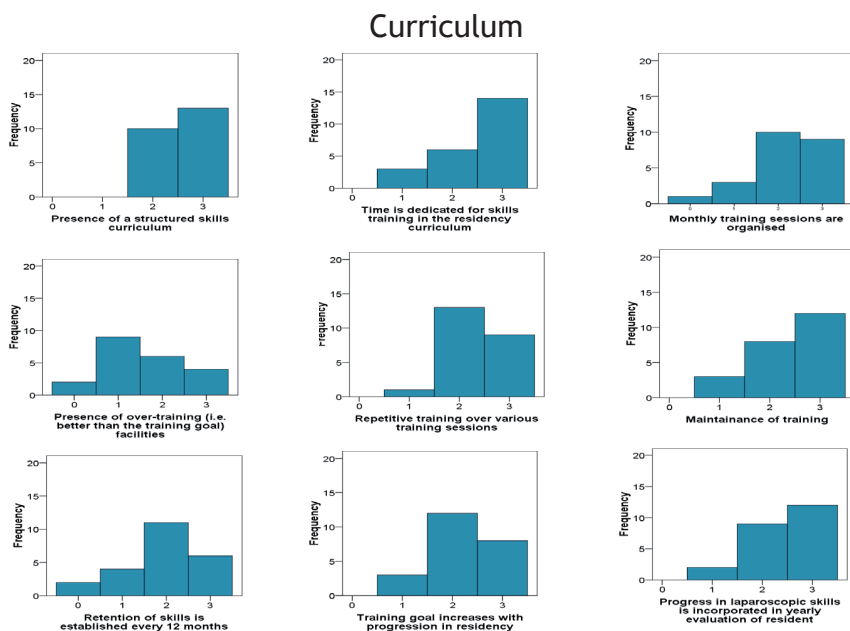 Curriculum
20
15
10
5
0
Frequency
0 1 2 3
Presence of a structured skills
curriculum
20
15
10
5
0
Frequency
0 1 2 3
Time is dedicated for skills
training in the residency
curriculum
20
15
10
5
0
Frequency
0 1 2 3
Monthly training sessions are
organised
20
15
10
5
0
Frequency
0 1 2 3
Presence of over-training (i.e.
better than the training goal)
facilities
20
15
10
5
0
Frequency
0 1 2 3
Repetitive training over various
training sessions
20
15
10
5
0
Frequency
0 1 2 3
Maintainance of training
20
15
10
5
0
Frequency
0 1 2 3
Retention of skills is
established every 12 months
20
15
10
5
0
Frequency
0 1 2 3
Training goal increases with
progression in residency
20
15
10
5
0
Frequency
0 1 2 3
Progress in laparoscopic skills
is incorporated in yearly
evaluation of resident